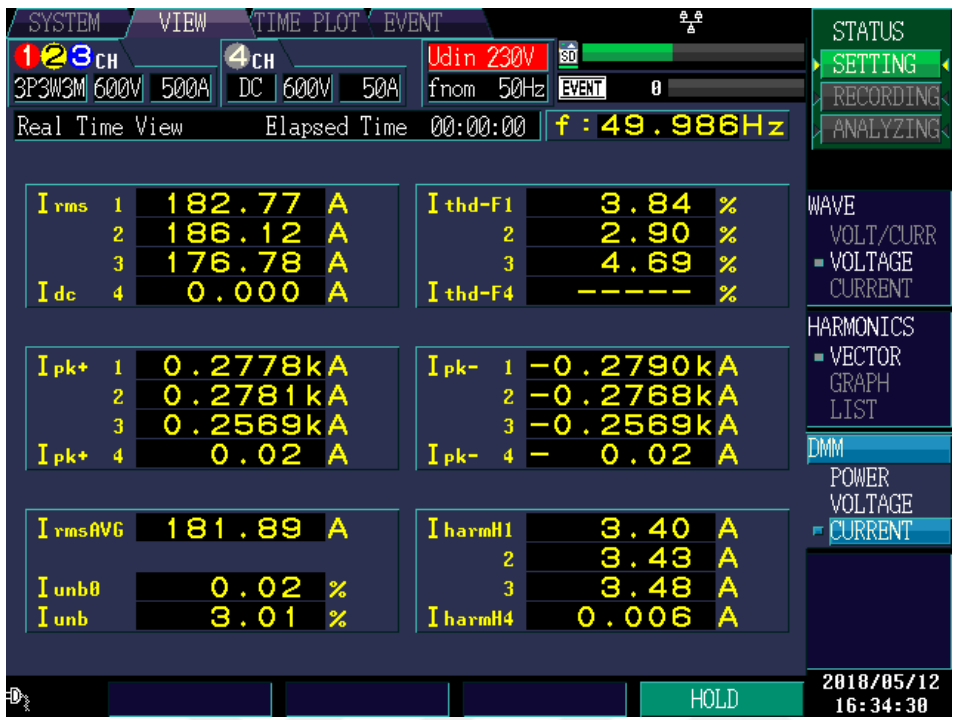 SYSTEM VIEW TIME PLOT EVENT
1 2 3 CH 4 CH Udin 230V SD
3P3W3M 600V 500A DC 600V 50A fnom 50Hz EVENT 0
Real Time View Elapsed Time 00:00:00 f:49.986Hz
Irms 1 182.77 A
2 186.12 A
3 176.78 A
Idc 4 0.000 A
Ithd-F1 3.84 %
2 2.90 %
3 4.69 %
Ithd-F4 ----- %
Ipk+ 1 0.2778kA
2 0.2781kA
3 0.2569kA
Ipk+ 4 0.02 A
Ipk- 1 -0.2790kA
2 -0.2768kA
3 -0.2569kA
Ipk- 4 - 0.02 A
IrmsAVG 181.89 A
Iunb0 0.02 %
Iunb 3.01 %
IharmH1 3.40 A
2 3.43 A
3 3.48 A
IharmH4 0.006 A
STATUS
SETTING
RECORDING
ANALYZING
WAVE
VOLT/CURR
VOLTAGE
CURRENT
HARMONICS
VECTOR
GRAPH
LIST
DMM
POWER
VOLTAGE
CURRENT
HOLD
2018/05/12
16:34:30